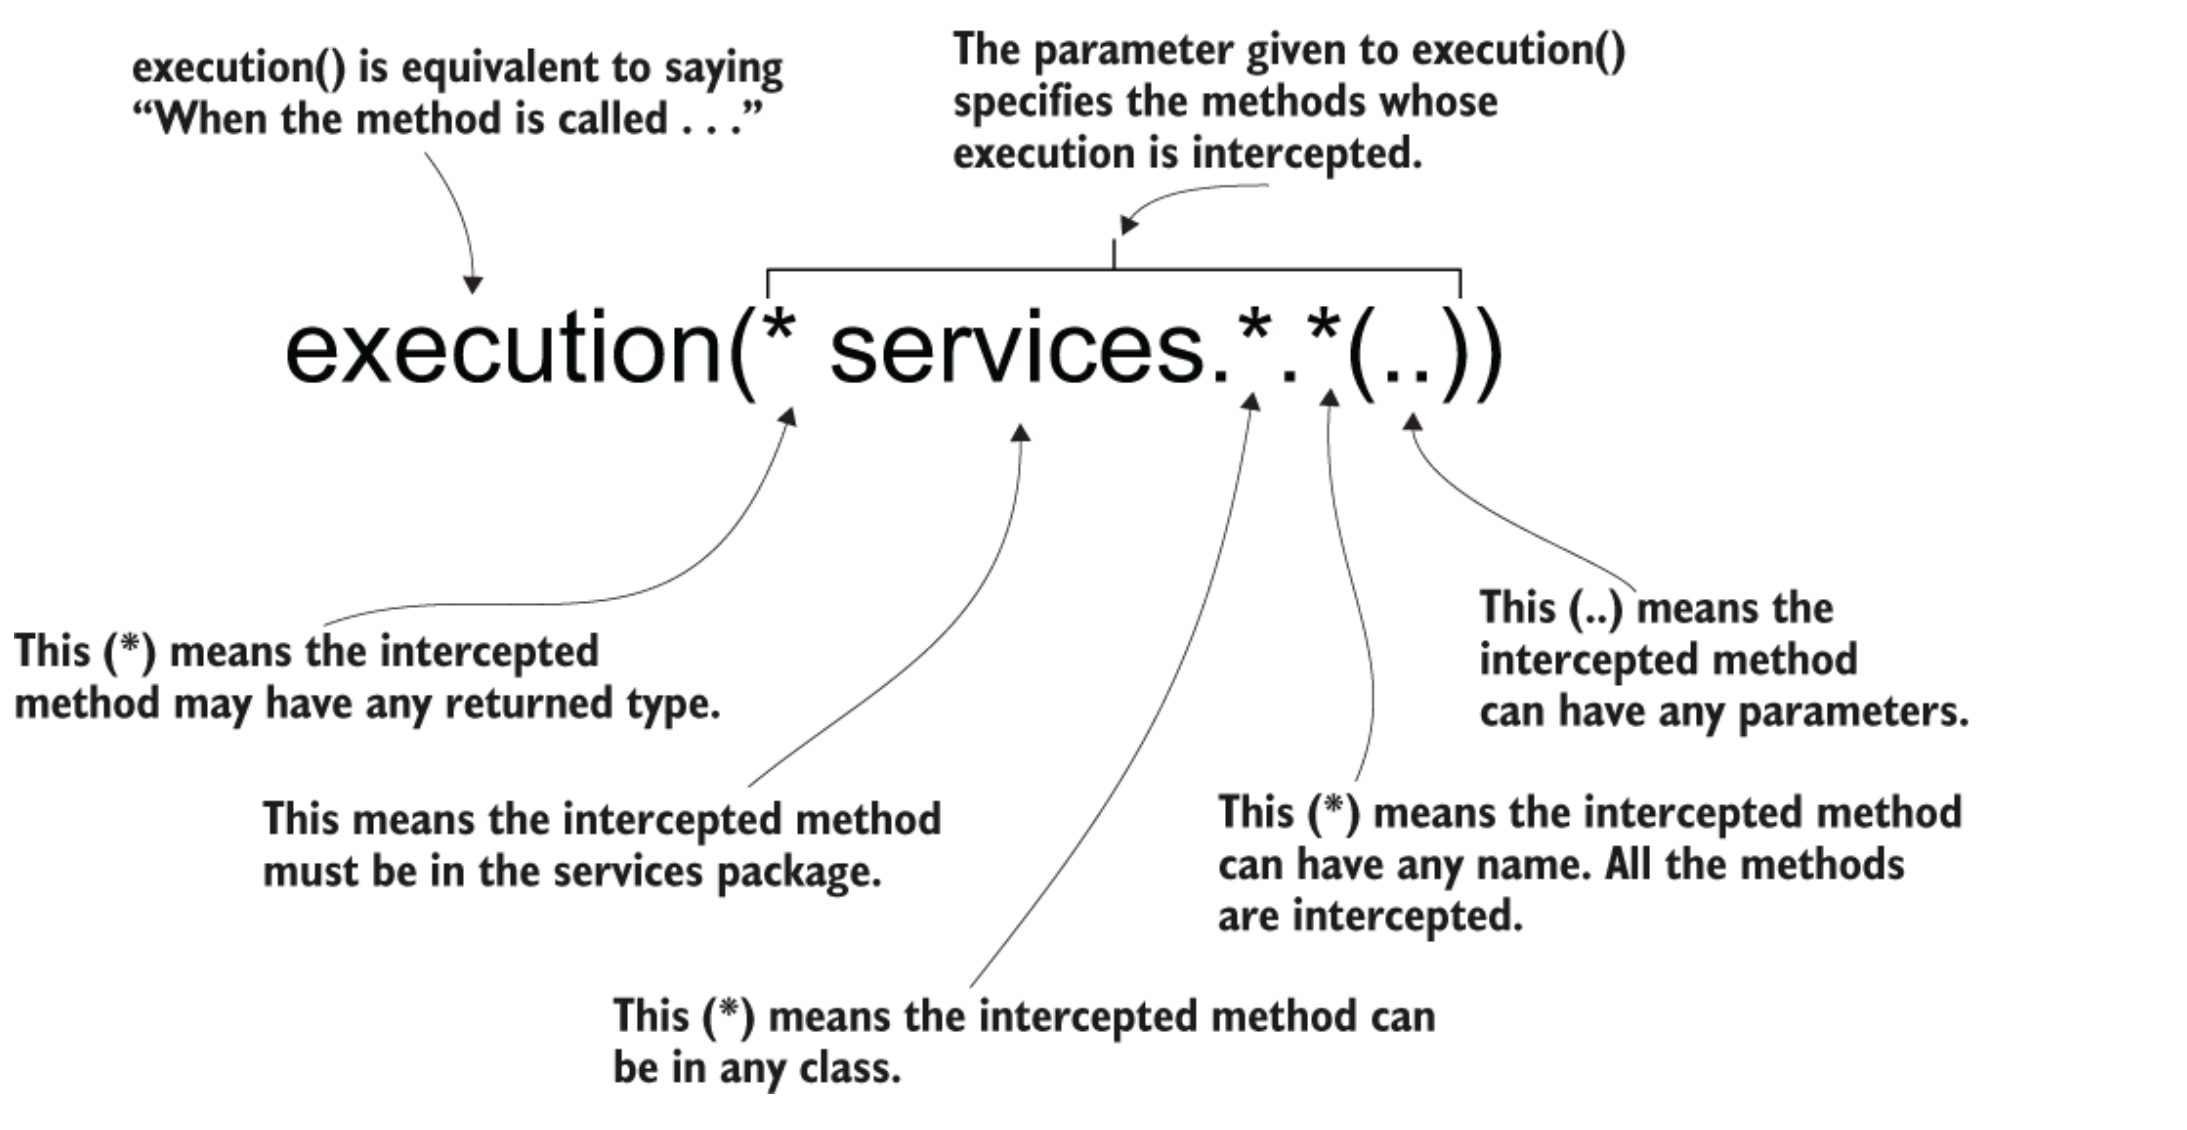 execution() is equivalent to saying
“When the method is called . . .”
The parameter given to execution()
specifies the methods whose
execution is intercepted.
execution(* services.*.*(..))
This (*) means the intercepted
method may have any returned type.
This means the intercepted method
must be in the services package.
This (*) means the intercepted method can
be in any class.
This (*) means the intercepted method
can have any name. All the methods
are intercepted.
This (..) means the
intercepted method
can have any parameters.